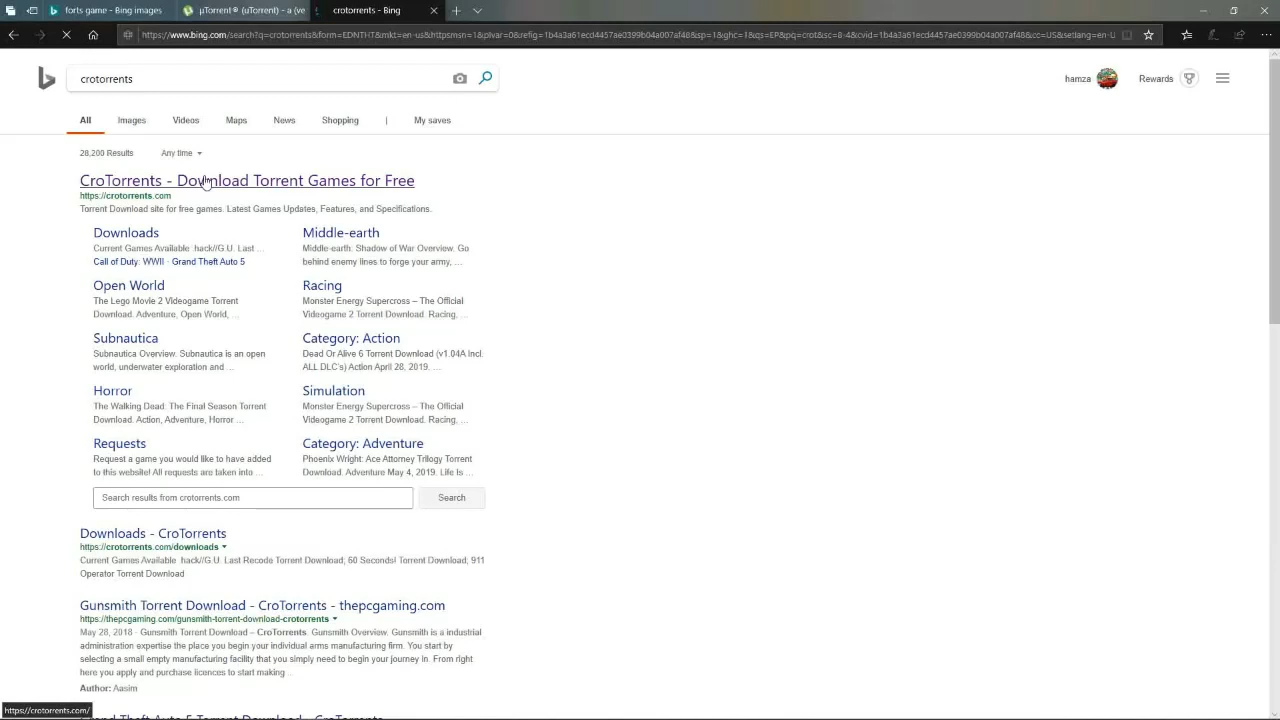 forts game - Bing images
µTorrent® (uTorrent) - a (ve
crotorrents - Bing
https://www.bing.com/search?q=crotorrents&form=EDNTHT&mkt=en-us&httpsmsn=1&plvar=0&refig=1b4a3a61ecd4457a9399b04a007af48&sp=1&ghc=1&qs=EP&pq=crot&sc=8-4&cvid=1b4a3a61ecd4457a9399b04a007af48&cc=US&setlang=en-U
crotorrents
hamza
Rewards
All
Images
Videos
Maps
News
Shopping
|
My saves
28,200 Results
Any time
CroTorrents - Download Torrent Games for Free
https://crotorrents.com
Torrent Download site for free games. Latest Games Updates, Features, and Specifications.
Downloads
Current Games Available .hack//G.U. Last ...
Call of Duty: WWII · Grand Theft Auto 5
Middle-earth
Middle-earth: Shadow of War Overview. Go
behind enemy lines to forge your army, ...
Open World
The Lego Movie 2 Videogame Torrent
Download. Adventure, Open World, ...
Racing
Monster Energy Supercross – The Official
Videogame 2 Torrent Download. Racing, ...
Subnautica
Subnautica Overview. Subnautica is an open
world, underwater exploration and ...
Category: Action
Dead Or Alive 6 Torrent Download (v1.04A Incl.
ALL DLC's) Action April 28, 2019. ...
Horror
The Walking Dead: The Final Season Torrent
Download. Action, Adventure, Horror ...
Simulation
Monster Energy Supercross – The Official
Videogame 2 Torrent Download. Racing, ...
Requests
Request a game you would like to have added
to this website! All requests are taken into ...
Category: Adventure
Phoenix Wright: Ace Attorney Trilogy Torrent
Download. Adventure May 4, 2019. Life Is ...
Search results from crotorrents.com
Search
Downloads - CroTorrents
https://crotorrents.com/downloads
Current Games Available .hack//G.U. Last Recode Torrent Download; 60 Seconds! Torrent Download; 911
Operator Torrent Download
Gunsmith Torrent Download - CroTorrents - thepcgaming.com
https://thepcgaming.com/gunsmith-torrent-download-crotorrents
May 28, 2018 · Gunsmith Torrent Download – CroTorrents. Gunsmith Overview. Gunsmith is a industrial
administration expertise the place you begin your individual arms manufacturing firm. You start by
selecting a small empty manufacturing facility that you simply need to begin your journey in. From right
here you apply and purchase licences to start making ...
Author: Aasim
Grand Theft Auto 5 Torrent Download - CroTorrents
https://crotorrents.com/